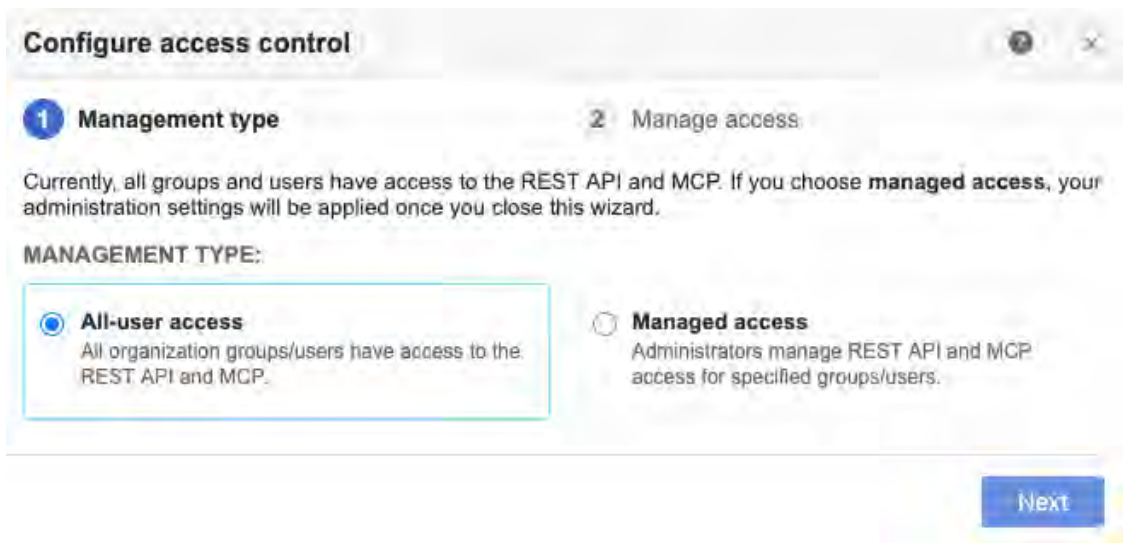 Configure access control
1 Management type
2 Manage access
Currently, all groups and users have access to the REST API and MCP. If you choose managed access, your
administration settings will be applied once you close this wizard.
MANAGEMENT TYPE:
All-user access
All organization groups/users have access to the
REST API and MCP.
Managed access
Administrators manage REST API and MCP
access for specified groups/users.
Next